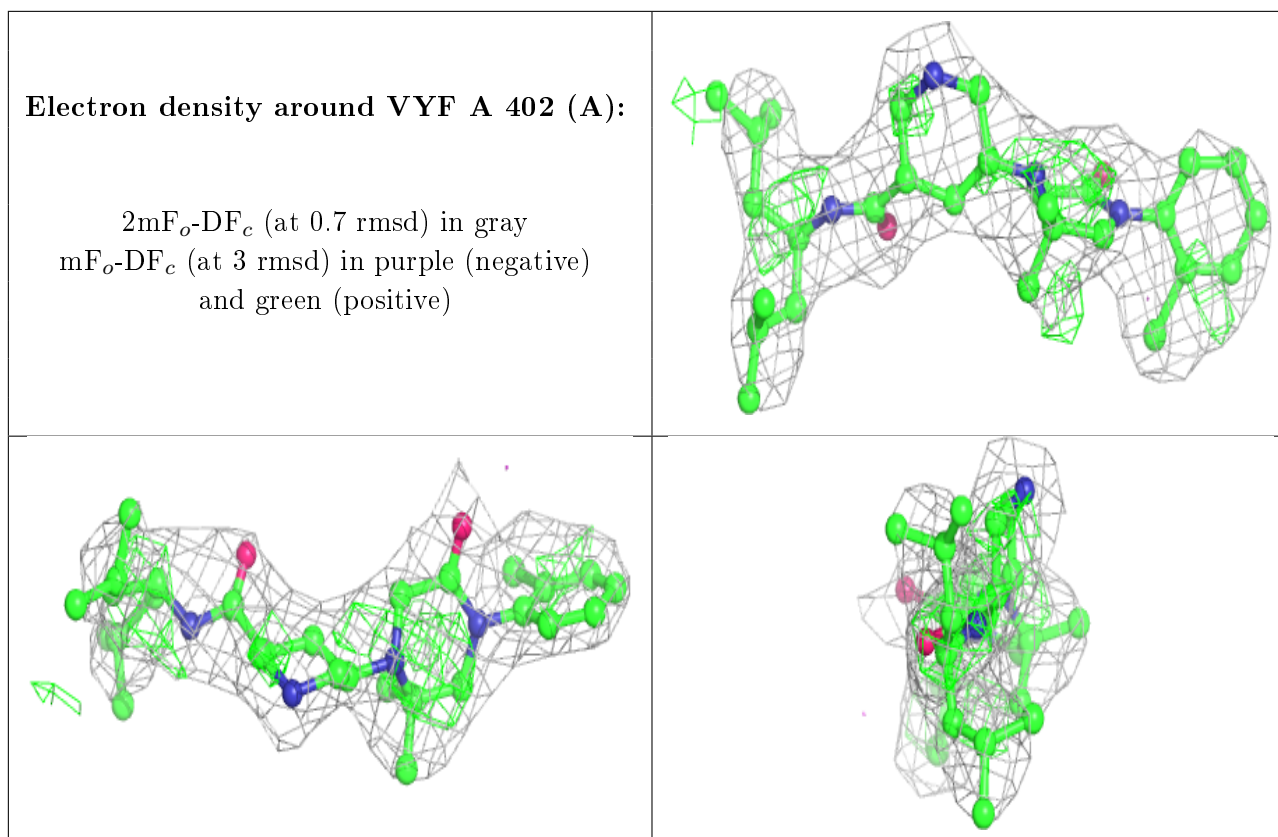 Electron density around VYF A 402 (A):
2mFo-DFc (at 0.7 rmsd) in gray
mFo-DFc (at 3 rmsd) in purple (negative)
and green (positive)